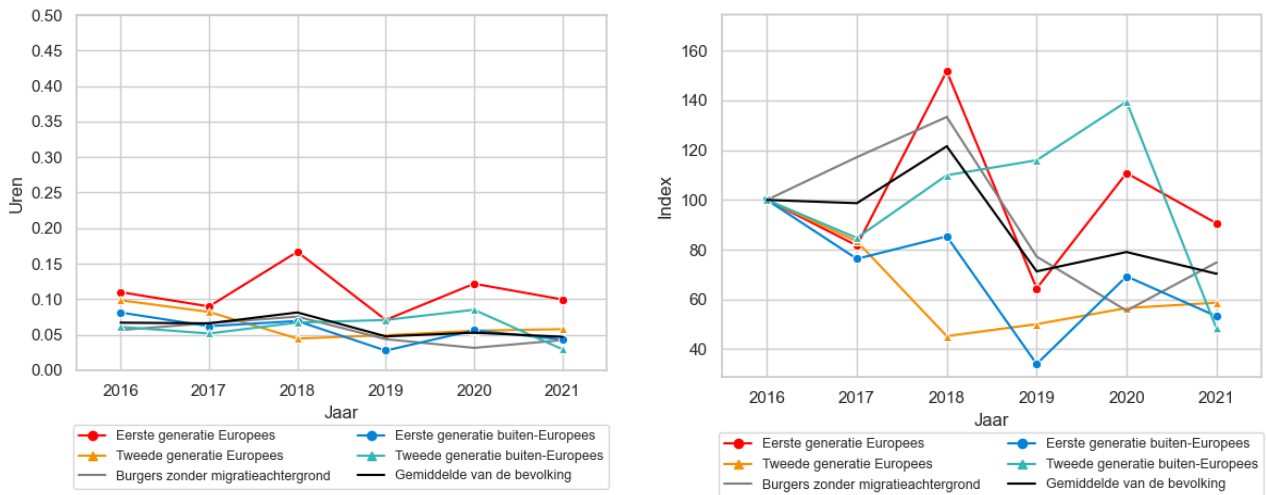 0.50
0.45
0.40
0.35
0.30
0.25
0.20
0.15
0.10
0.05
0.00
Uren
2016 2017 2018 2019 2020 2021
Jaar
Eerste generatie Europees
Eerste generatie buiten-Europees
Tweede generatie Europees
Tweede generatie buiten-Europees
Burgers zonder migratieachtergrond
Gemiddelde van de bevolking
160
140
120
100
80
60
40
Index
2016 2017 2018 2019 2020 2021
Jaar
Eerste generatie Europees
Eerste generatie buiten-Europees
Tweede generatie Europees
Tweede generatie buiten-Europees
Burgers zonder migratieachtergrond
Gemiddelde van de bevolking